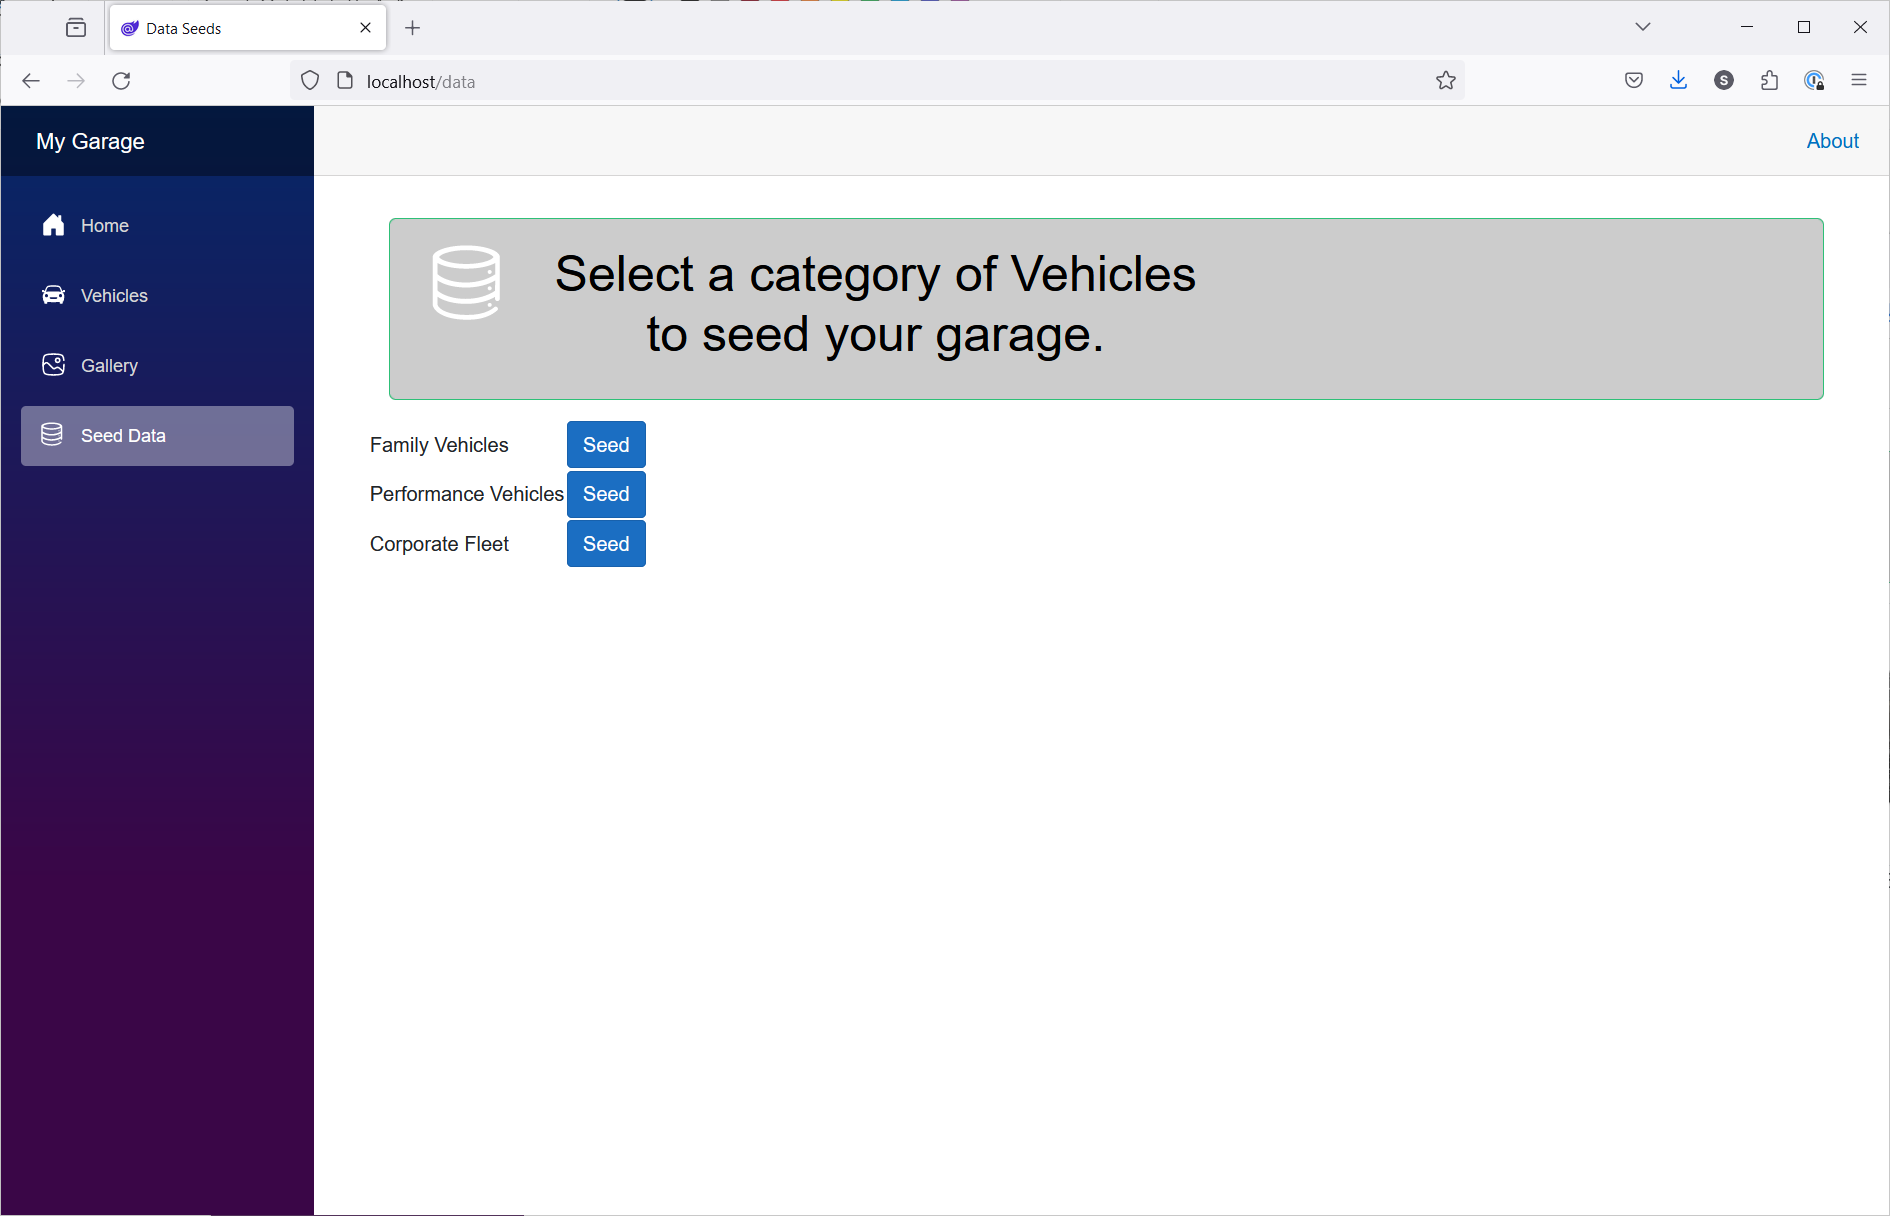 Data Seeds
localhost/data
S
My Garage
About
Home
Vehicles
Gallery
Seed Data
Select a category of Vehicles
to seed your garage.
Family Vehicles Seed
Performance Vehicles Seed
Corporate Fleet Seed